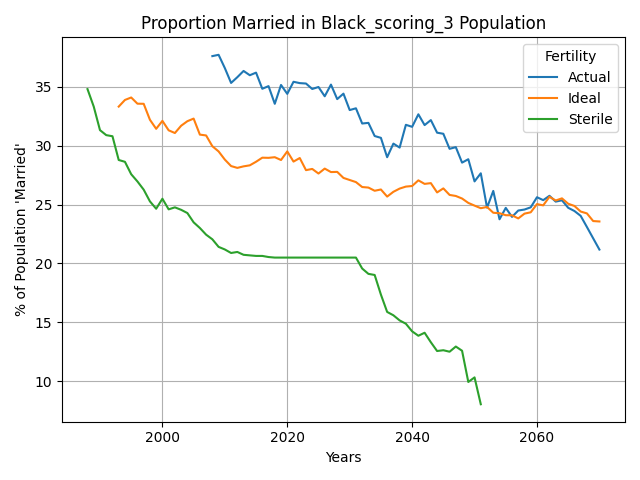 Proportion Married in Black_scoring_3 Population
Fertility
Actual
Ideal
Sterile
% of Population 'Married'
35
30
25
20
15
10
2000
2020
2040
2060
Years